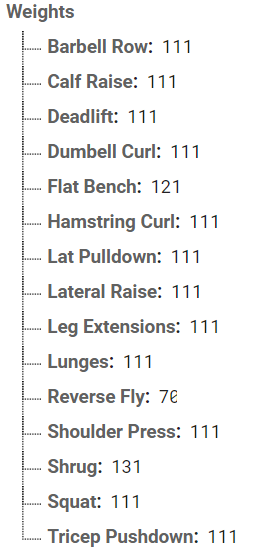 Weights
Barbell Row: 111
Calf Raise: 111
Deadlift: 111
Dumbell Curl: 111
Flat Bench: 121
Hamstring Curl: 111
Lat Pulldown: 111
Lateral Raise: 111
Leg Extensions: 111
Lunges: 111
Reverse Fly:
Shoulder Press: 111
Shrug: 131
Squat: 111
Tricep Pushdown: 111